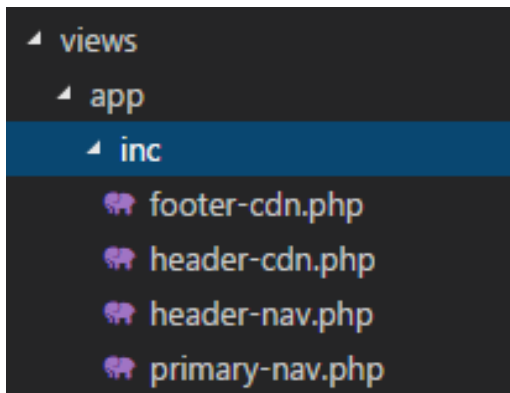 views
app
inc
footer-cdn.php
header-cdn.php
header-nav.php
primary-nav.php